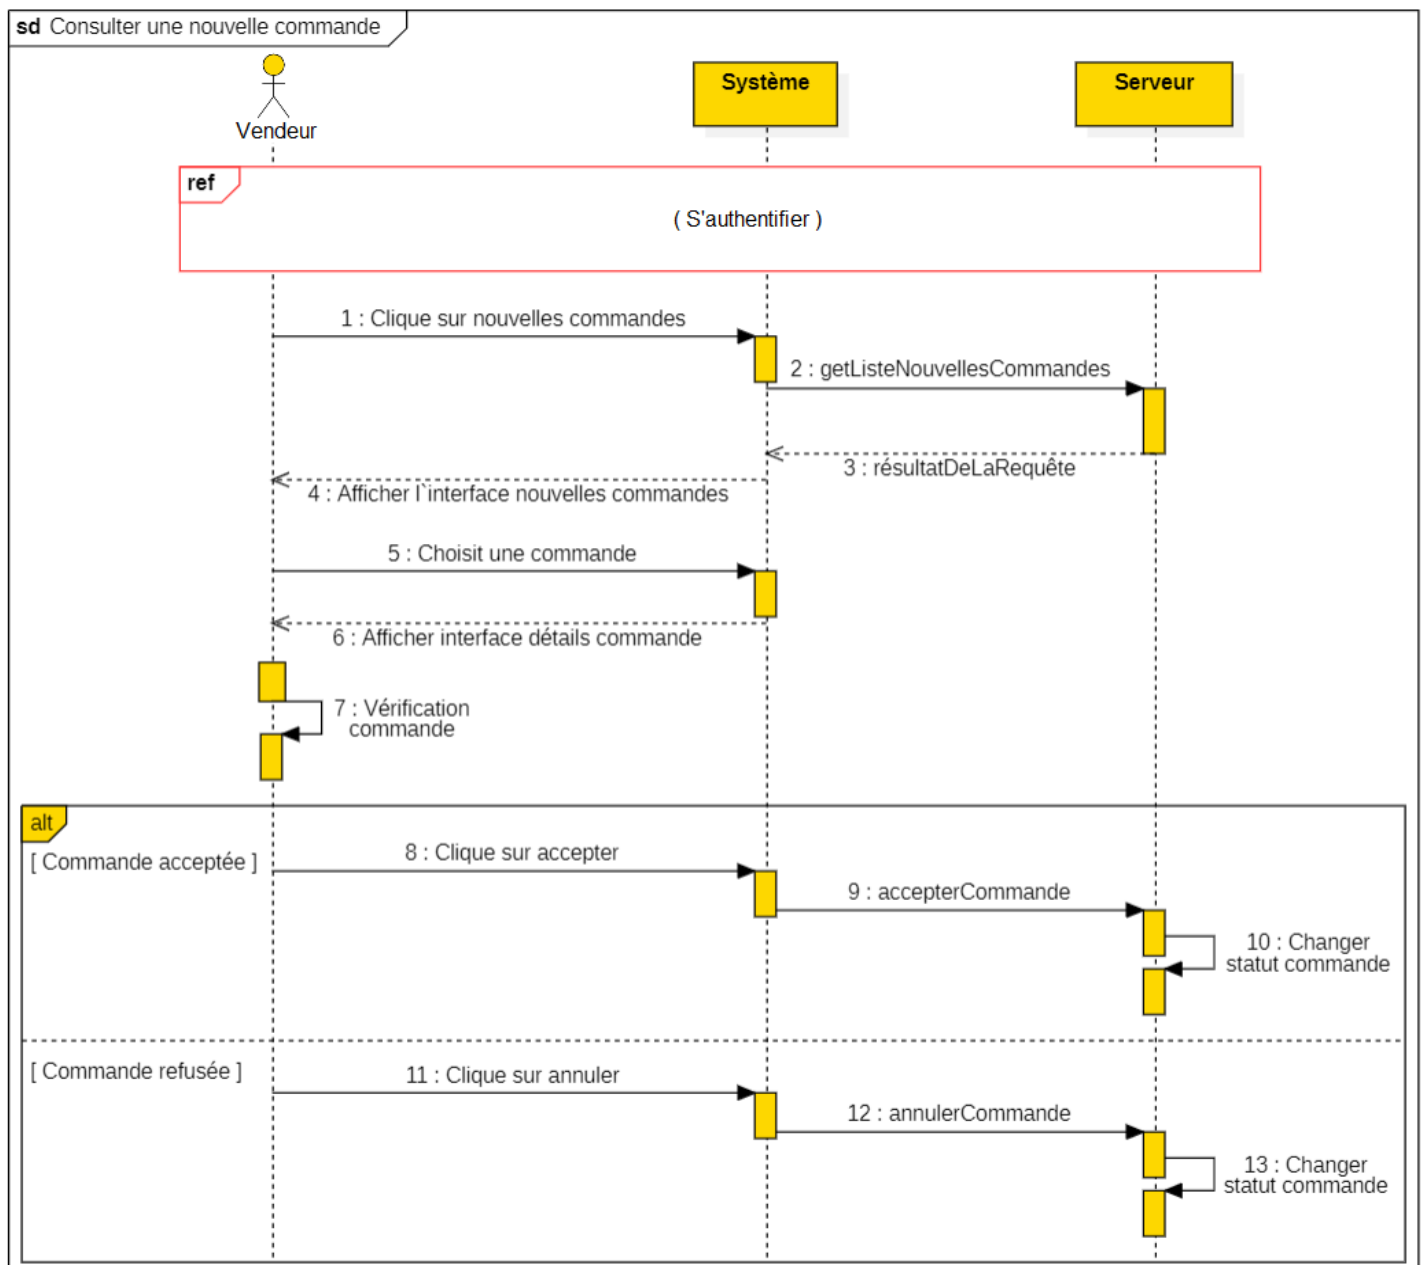 sd Consulter une nouvelle commande
Vendeur
Système
Serveur
ref
( S'authentifier )
1 : Clique sur nouvelles commandes
2 : getListeNouvellesCommandes
3 : résultatDeLaRequête
4 : Afficher l`interface nouvelles commandes
5 : Choisit une commande
6 : Afficher interface détails commande
7 : Vérification
commande
alt
[ Commande acceptée ]
8 : Clique sur accepter
9 : accepterCommande
10 : Changer
statut commande
[ Commande refusée ]
11 : Clique sur annuler
12 : annulerCommande
13 : Changer
statut commande